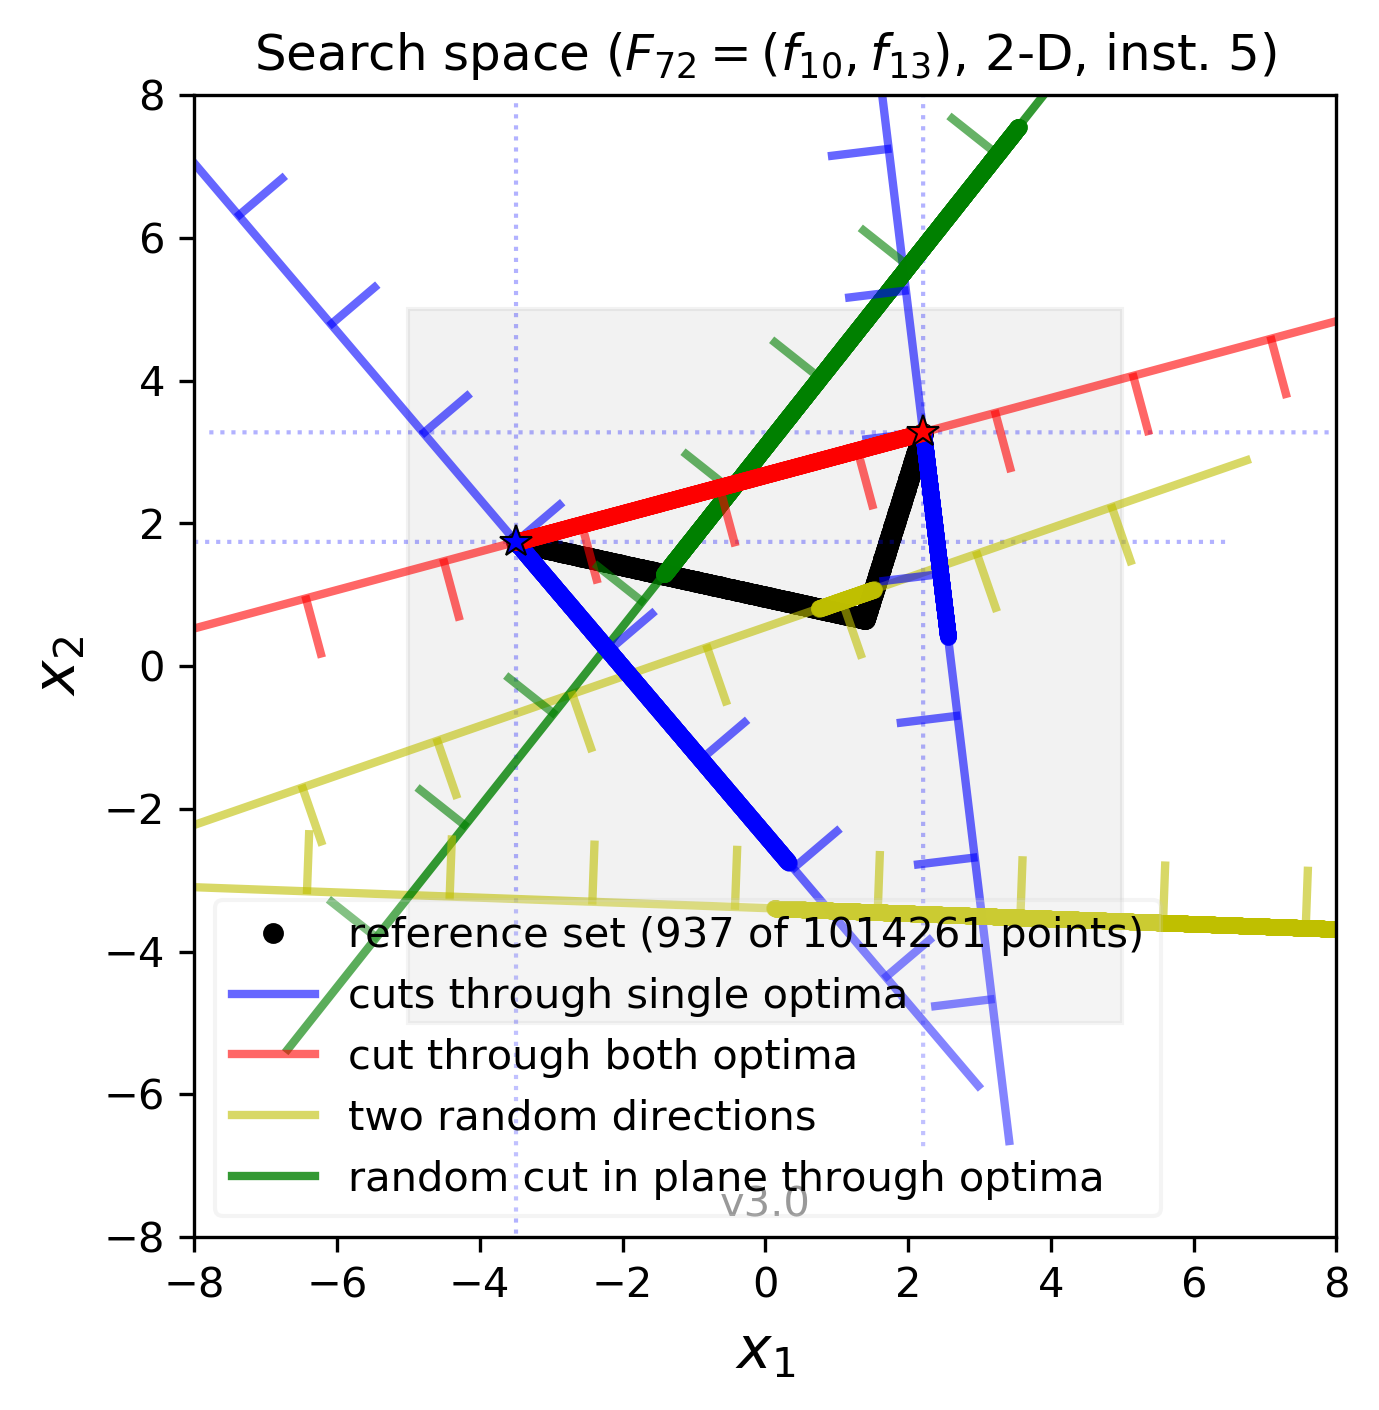 Search space (F₇₂ = (f₁₀, f₁₃), 2-D, inst. 5)
8
6
4
2
0
−2
−4
−6
−8
x₂
reference set (937 of 1014261 points)
cuts through single optima
cut through both optima
two random directions
random cut in plane through optima
v3.0
−8 −6 −4 −2 0 2 4 6 8
x₁